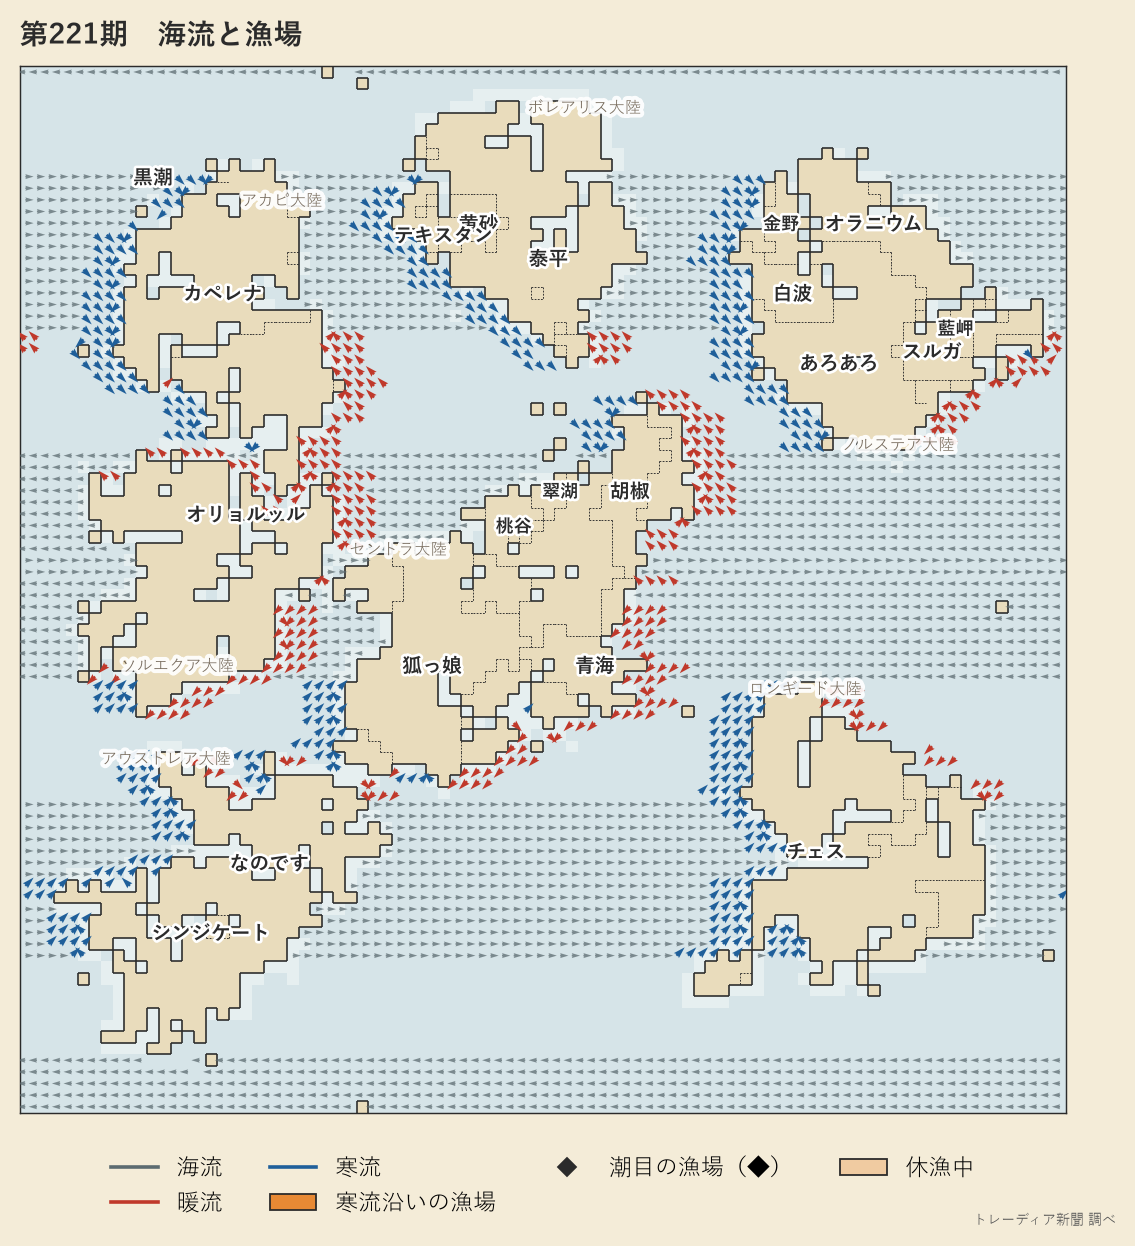 第221期　海流と漁場
ボレアリス大陸
黒潮
アカビ大陸
黄砂
テキスタン
泰平
金野
オラニウム
カペレナ
白波
藍岬
スルガ
あろあろ
ノルステア大陸
翠湖
胡椒
オリョルッル
桃谷
セントラ大陸
ソルエクア大陸
狐っ娘
青海
ロンギード大陸
アウストレア大陸
なのです
チェス
シンジケート
海流
寒流
潮目の漁場（◆）
休漁中
暖流
寒流沿いの漁場
トレーディア新聞 調べ